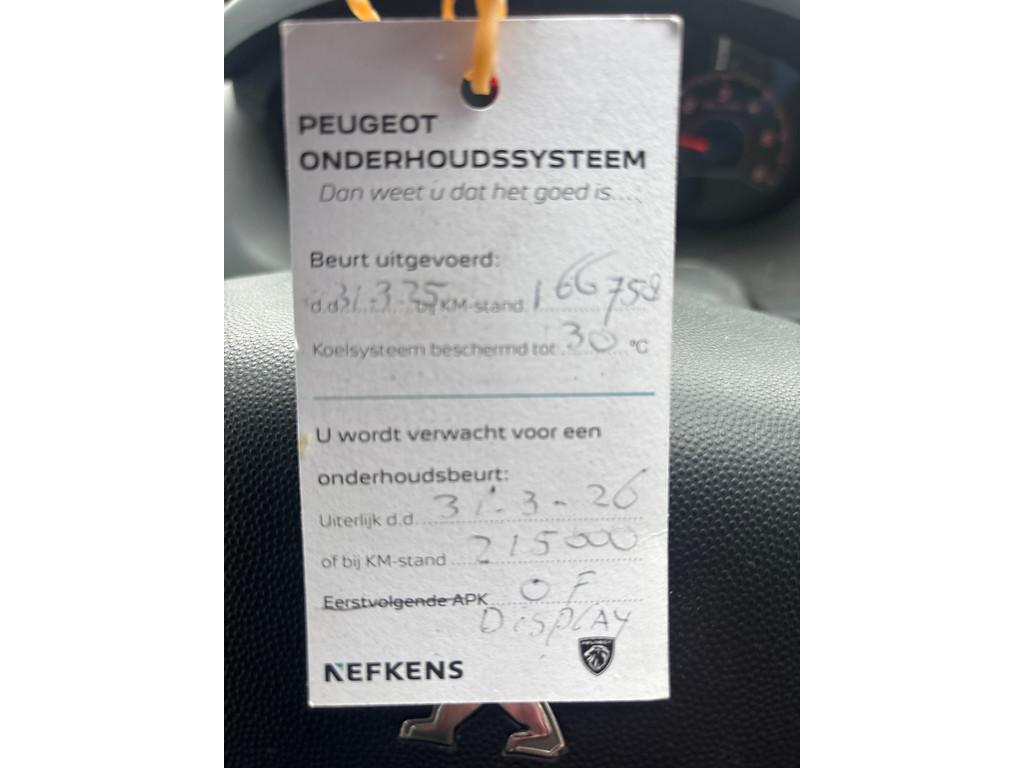 PEUGEOT
ONDERHOUDSSYSTEEM
Dan weet u dat het goed is....
Beurt uitgevoerd:
d.d. 31-3-25 bij KM-stand 166758
Koelsysteem beschermd tot 30 °C
U wordt verwacht voor een
onderhoudsbeurt:
Uiterlijk d.d. 31-3-26
of bij KM-stand 215000
Eerstvolgende APK OF
DISPLAY
NEFKENS
PEUGEOT